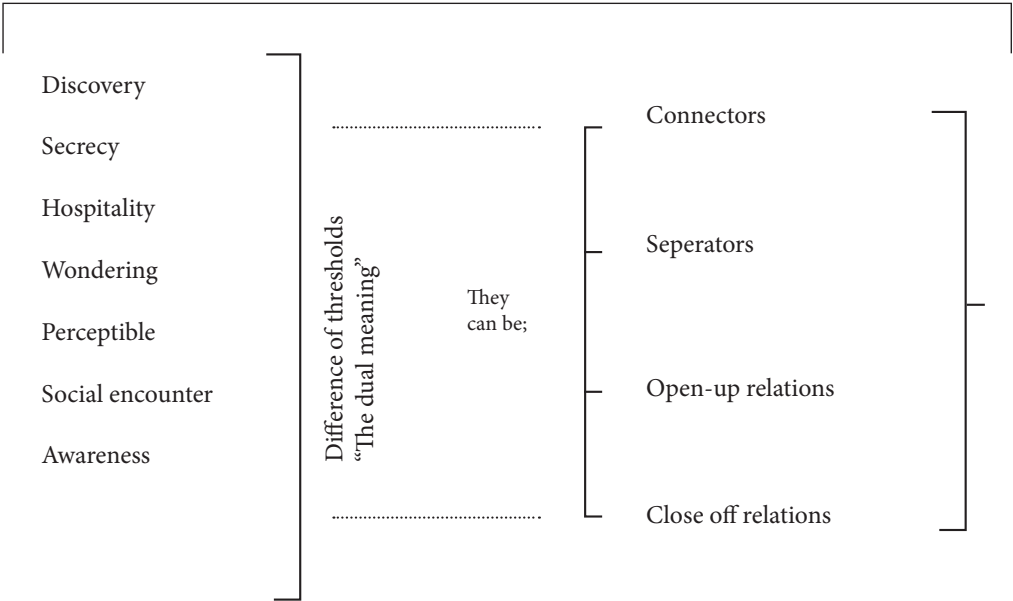 Discovery
Secrecy
Hospitality
Wondering
Perceptible
Social encounter
Awareness
Difference of thresholds
“The dual meaning”
They
can be;
Connectors
Seperators
Open-up relations
Close off relations